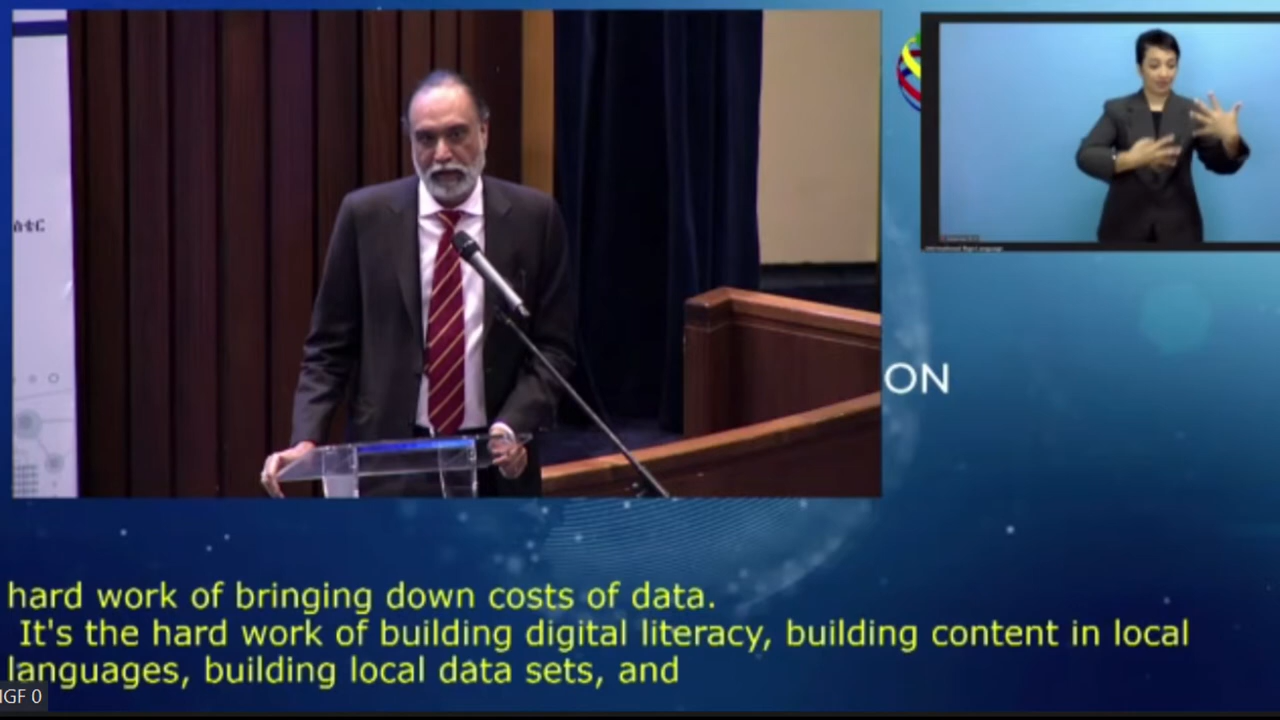 ስቴር
ON
hard work of bringing down costs of data.
It's the hard work of building digital literacy, building content in local
languages, building local data sets, and
IGF 0